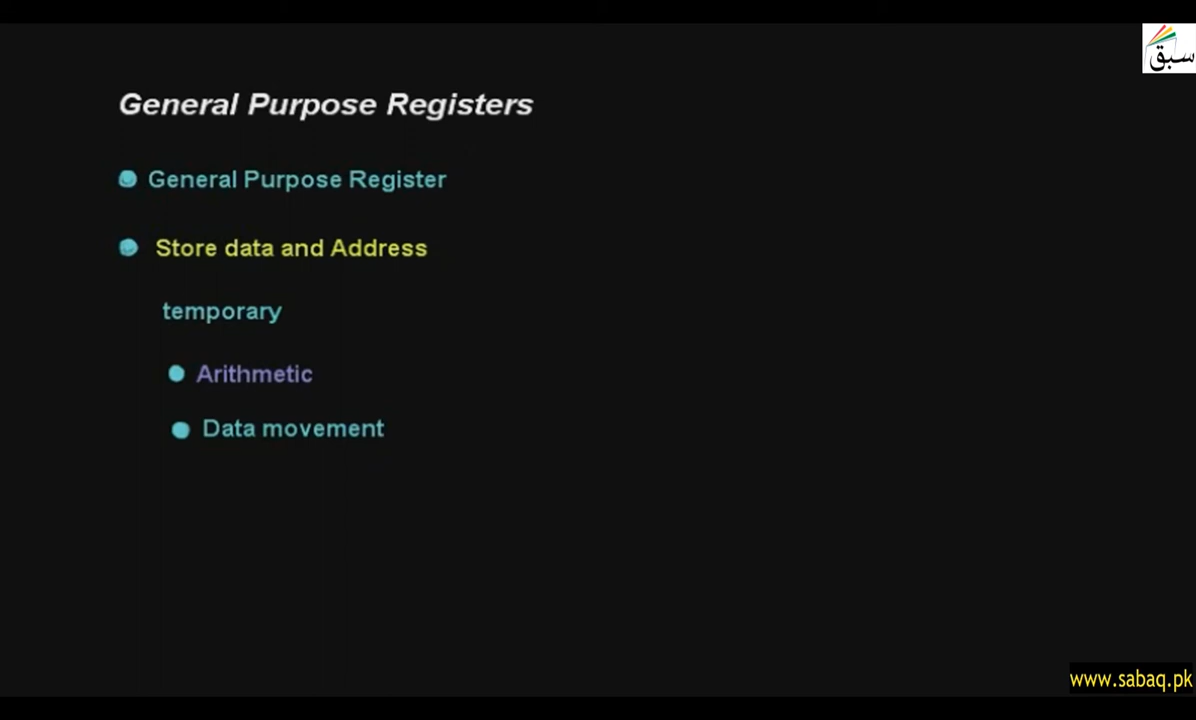 سبق
General Purpose Registers
General Purpose Register
Store data and Address
temporary
Arithmetic
Data movement
www.sabaq.pk